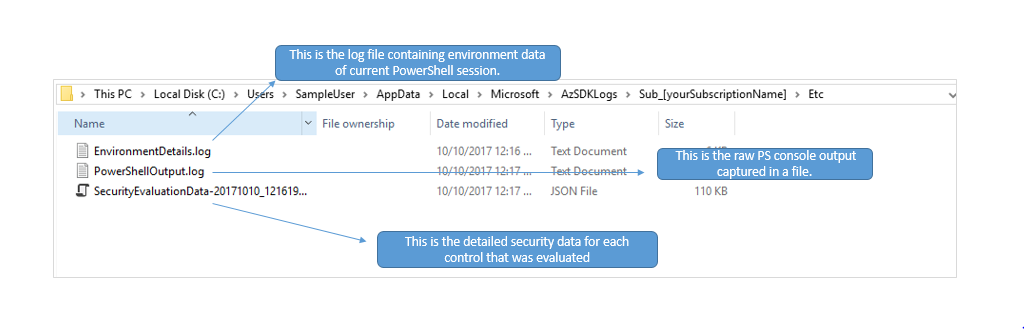 This is the log file containing environment data
of current PowerShell session.
This PC > Local Disk (C:) > Users > SampleUser > AppData > Local > Microsoft > AzSDKLogs > Sub_[yourSubscriptionName] > Etc
Name File ownership Date modified Type Size
EnvironmentDetails.log 10/10/2017 12:16 ... Text Document
PowerShellOutput.log 10/10/2017 12:17 ... Text Document
This is the raw PS console output
captured in a file.
SecurityEvaluationData-20171010_121619... 10/10/2017 12:17 ... JSON File 110 KB
This is the detailed security data for each
control that was evaluated